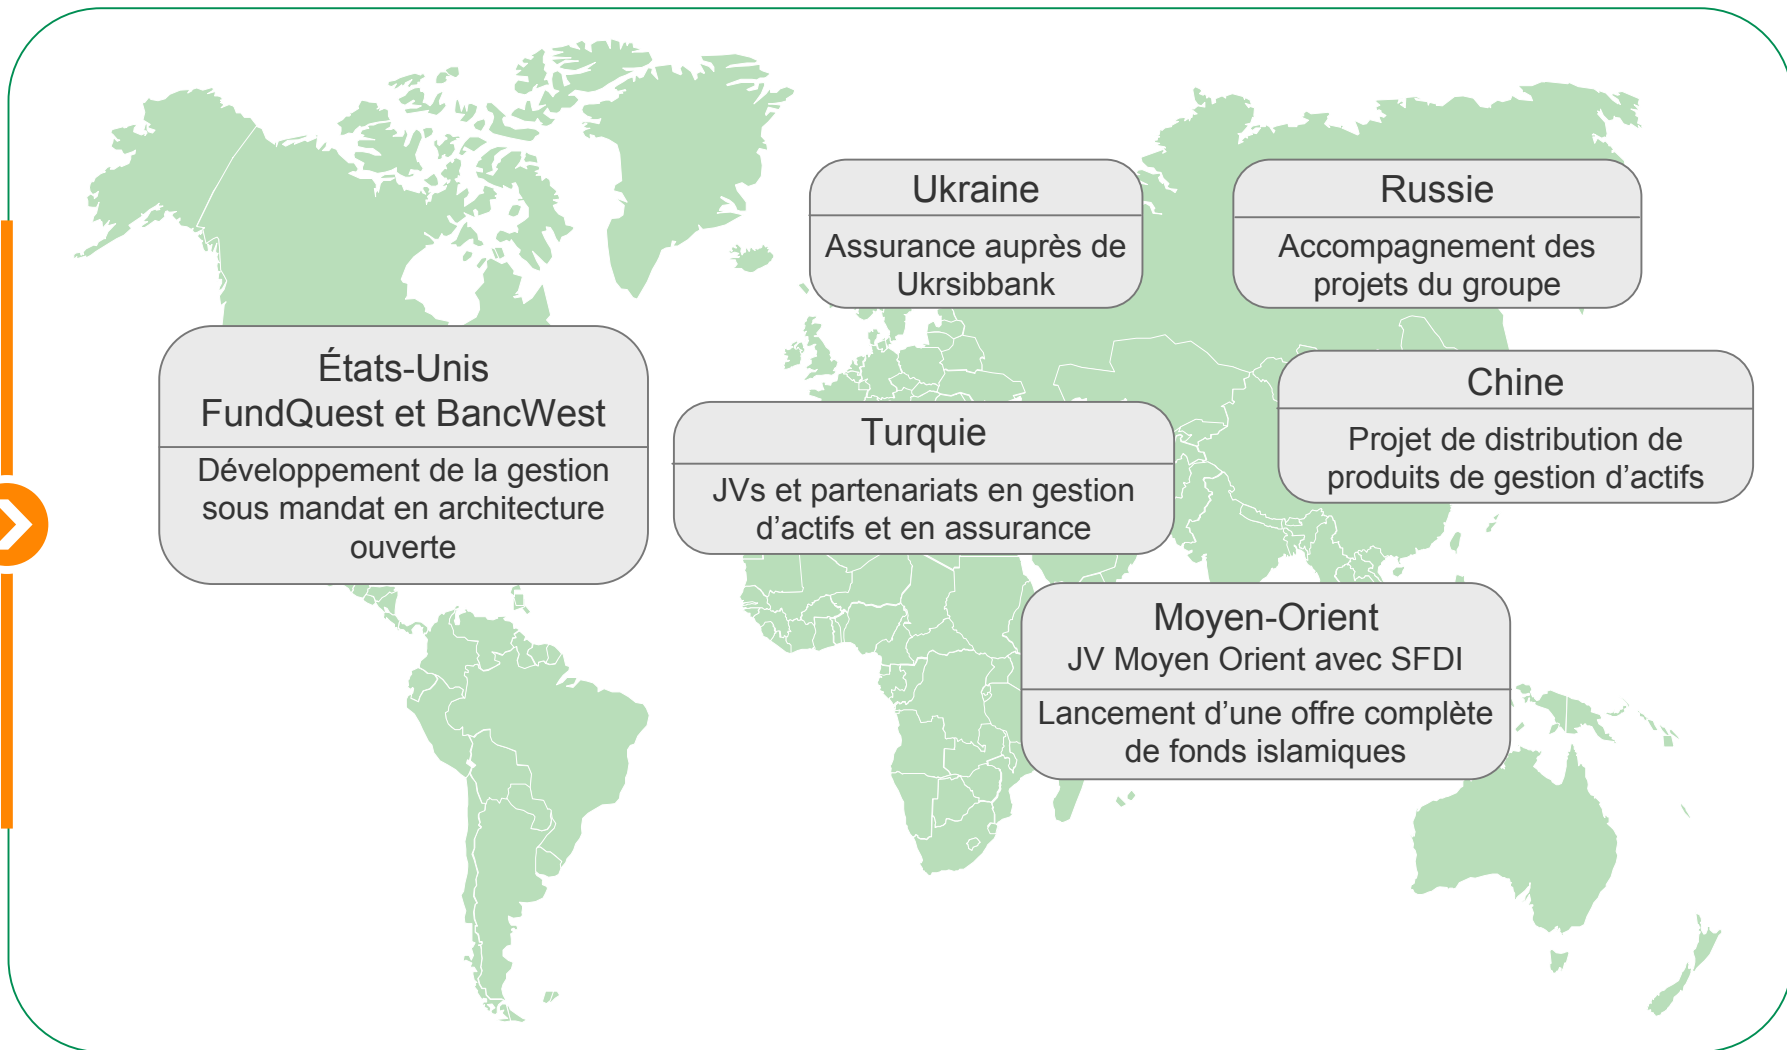 Ukraine
Assurance auprès de
Ukrsibbank
Russie
Accompagnement des
projets du groupe
États-Unis
FundQuest et BancWest
Développement de la gestion
sous mandat en architecture
ouverte
Turquie
JVs et partenariats en gestion
d’actifs et en assurance
Chine
Projet de distribution de
produits de gestion d’actifs
Moyen-Orient
JV Moyen Orient avec SFDI
Lancement d’une offre complète
de fonds islamiques